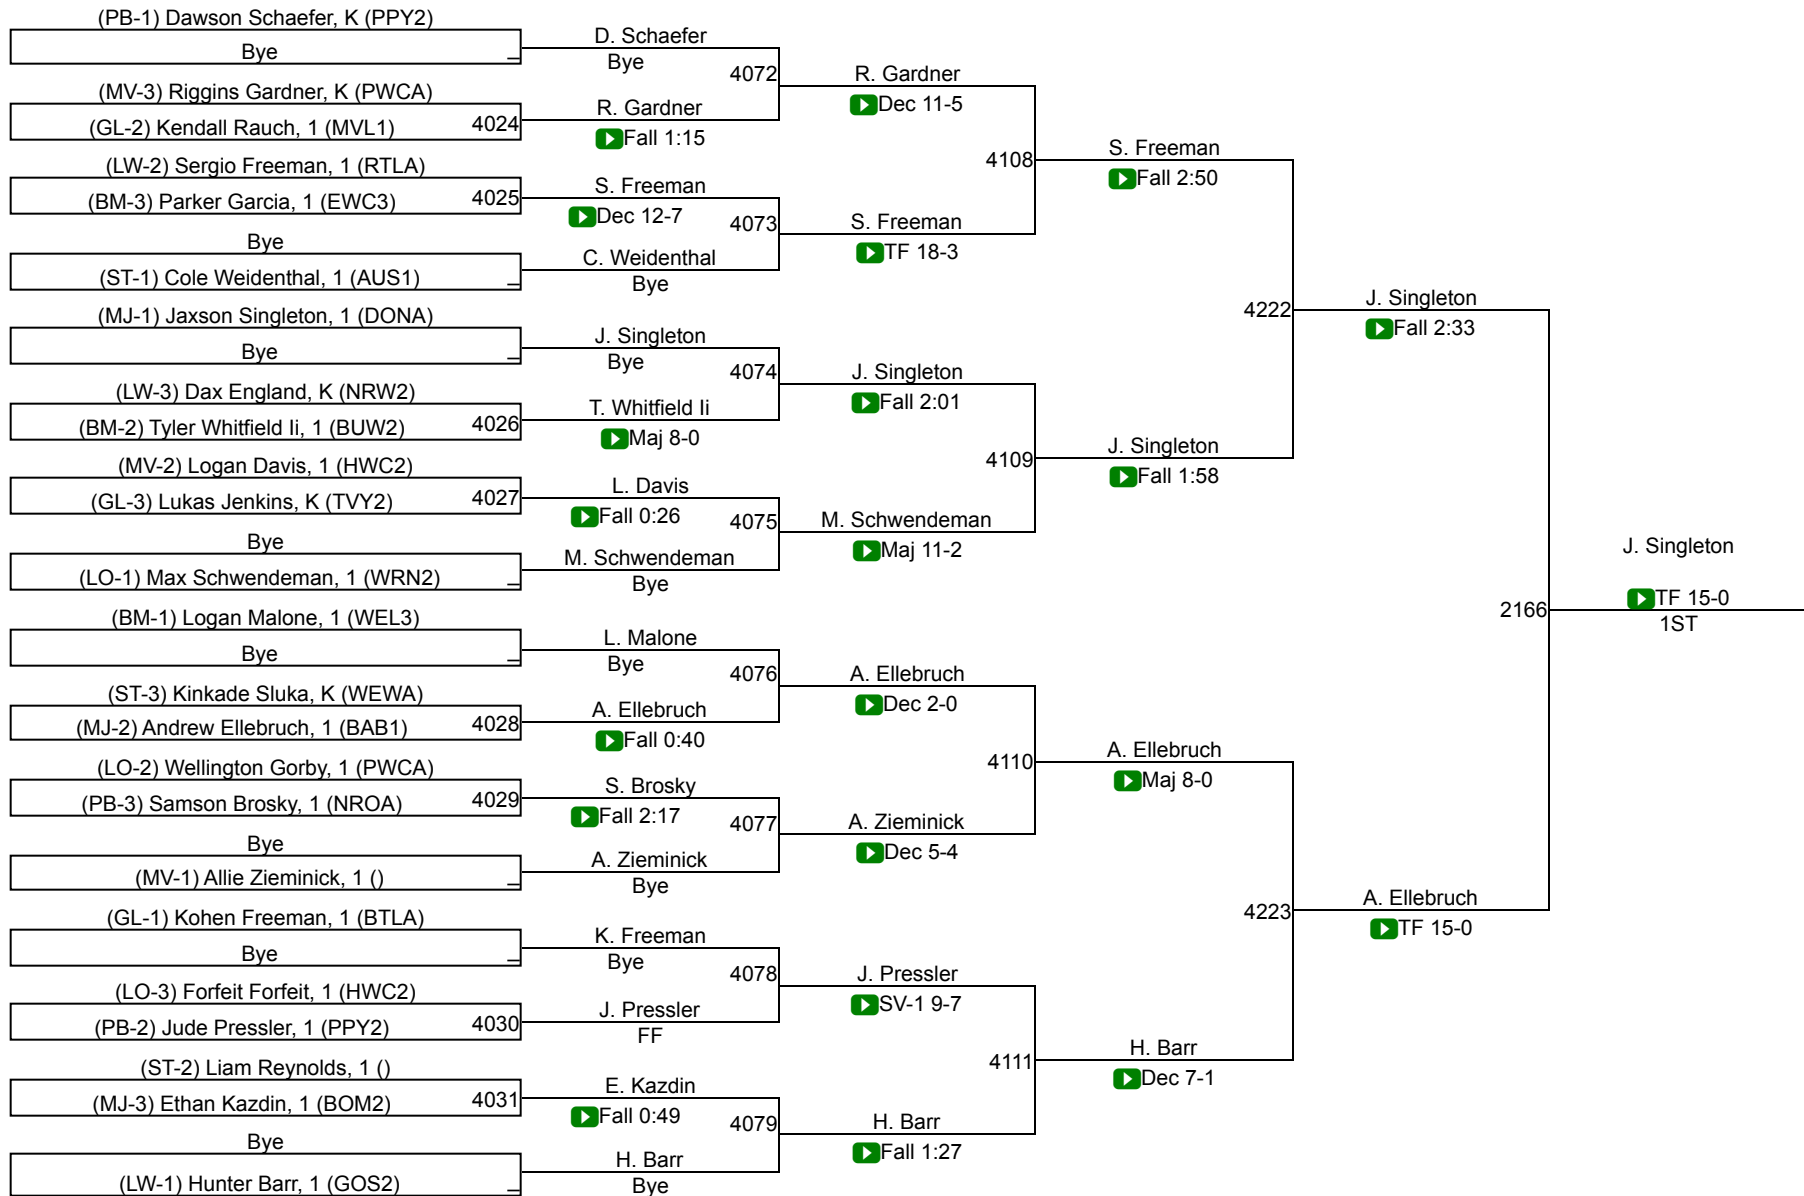 (PB-1) Dawson Schaefer, K (PPY2)
Bye
(MV-3) Riggins Gardner, K (PWCA)
(GL-2) Kendall Rauch, 1 (MVL1)
4024
(LW-2) Sergio Freeman, 1 (RTLA)
(BM-3) Parker Garcia, 1 (EWC3)
4025
Bye
(ST-1) Cole Weidenthal, 1 (AUS1)
(MJ-1) Jaxson Singleton, 1 (DONA)
Bye
(LW-3) Dax England, K (NRW2)
(BM-2) Tyler Whitfield Ii, 1 (BUW2)
4026
(MV-2) Logan Davis, 1 (HWC2)
(GL-3) Lukas Jenkins, K (TVY2)
4027
Bye
(LO-1) Max Schwendeman, 1 (WRN2)
(BM-1) Logan Malone, 1 (WEL3)
Bye
(ST-3) Kinkade Sluka, K (WEWA)
(MJ-2) Andrew Ellebruch, 1 (BAB1)
4028
(LO-2) Wellington Gorby, 1 (PWCA)
(PB-3) Samson Brosky, 1 (NROA)
4029
Bye
(MV-1) Allie Zieminick, 1 ()
(GL-1) Kohen Freeman, 1 (BTLA)
Bye
(LO-3) Forfeit Forfeit, 1 (HWC2)
(PB-2) Jude Pressler, 1 (PPY2)
4030
(ST-2) Liam Reynolds, 1 ()
(MJ-3) Ethan Kazdin, 1 (BOM2)
4031
Bye
(LW-1) Hunter Barr, 1 (GOS2)
D. Schaefer
Bye
4072
R. Gardner
Fall 1:15
S. Freeman
Dec 12-7
4073
C. Weidenthal
Bye
J. Singleton
Bye
4074
T. Whitfield Ii
Maj 8-0
L. Davis
Fall 0:26
4075
M. Schwendeman
Bye
L. Malone
Bye
4076
A. Ellebruch
Fall 0:40
S. Brosky
Fall 2:17
4077
A. Zieminick
Bye
K. Freeman
Bye
4078
J. Pressler
FF
E. Kazdin
Fall 0:49
4079
H. Barr
Bye
R. Gardner
Dec 11-5
4108
S. Freeman
TF 18-3
J. Singleton
Fall 2:01
4109
M. Schwendeman
Maj 11-2
A. Ellebruch
Dec 2-0
4110
A. Zieminick
Dec 5-4
J. Pressler
SV-1 9-7
4111
H. Barr
Fall 1:27
S. Freeman
Fall 2:50
4222
J. Singleton
Fall 1:58
A. Ellebruch
Maj 8-0
4223
H. Barr
Dec 7-1
J. Singleton
Fall 2:33
2166
A. Ellebruch
TF 15-0
J. Singleton
TF 15-0
1ST